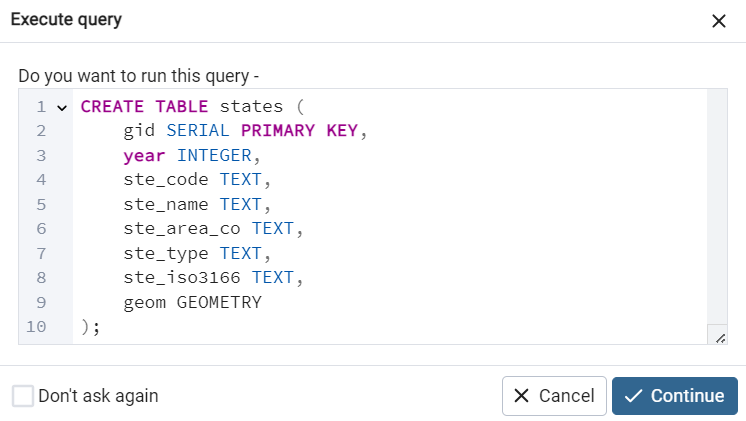 Execute query
Do you want to run this query -
1 CREATE TABLE states (
2 gid SERIAL PRIMARY KEY,
3 year INTEGER,
4 ste_code TEXT,
5 ste_name TEXT,
6 ste_area_co TEXT,
7 ste_type TEXT,
8 ste_iso3166 TEXT,
9 geom GEOMETRY
10 );
Don't ask again
Cancel
Continue